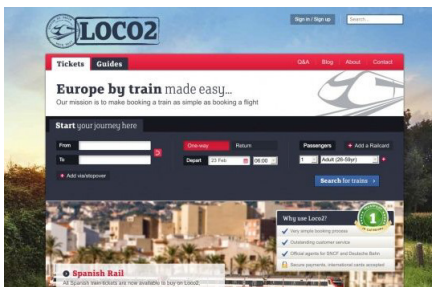 Sign in / Sign up
Search...
LOCO2
Tickets
Guides
Q&A
Blog
About
Contact
Europe by train made easy...
Our mission is to make booking a train as simple as booking a flight
Start your journey here
From
One-way
Return
Passengers
+ Add a Railcard
To
Depart
23 Feb
08:00
1
Adult (26-59yr)
+ Add via/stopover
Search for trains
Why use Loco2?
1
Very simple booking process
Outstanding customer service
Official agents for SNCF and Deutsche Bahn
Secure payments, international cards accepted
Spanish Rail
All Spanish train tickets are now available to buy on Loco2,